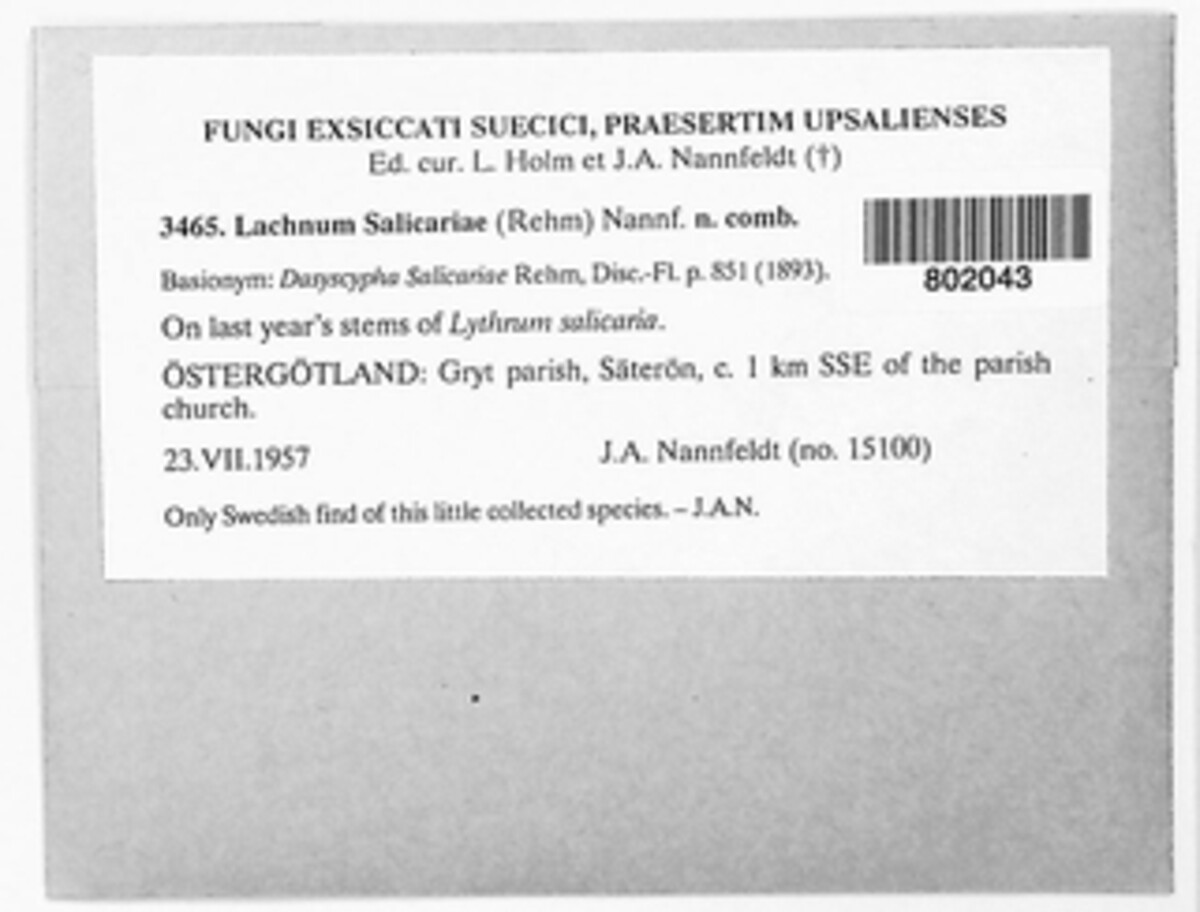 FUNGI EXSICCATI SUECICI, PRAESERTIM UPSALIENSES
Ed. cur. L. Holm et J.A. Nannfeldt (†)
3465. Lachnum Salicariae (Rehm) Nannf. n. comb.
802043
Basionym: Dasyscypha Salicariae Rehm, Disc.-Fl. p. 851 (1893).
On last year's stems of Lythrum salicaria.
ÖSTERGÖTLAND: Gryt parish, Säterön, c. 1 km SSE of the parish
church.
23.VII.1957 J.A. Nannfeldt (no. 15100)
Only Swedish find of this little collected species. – J.A.N.